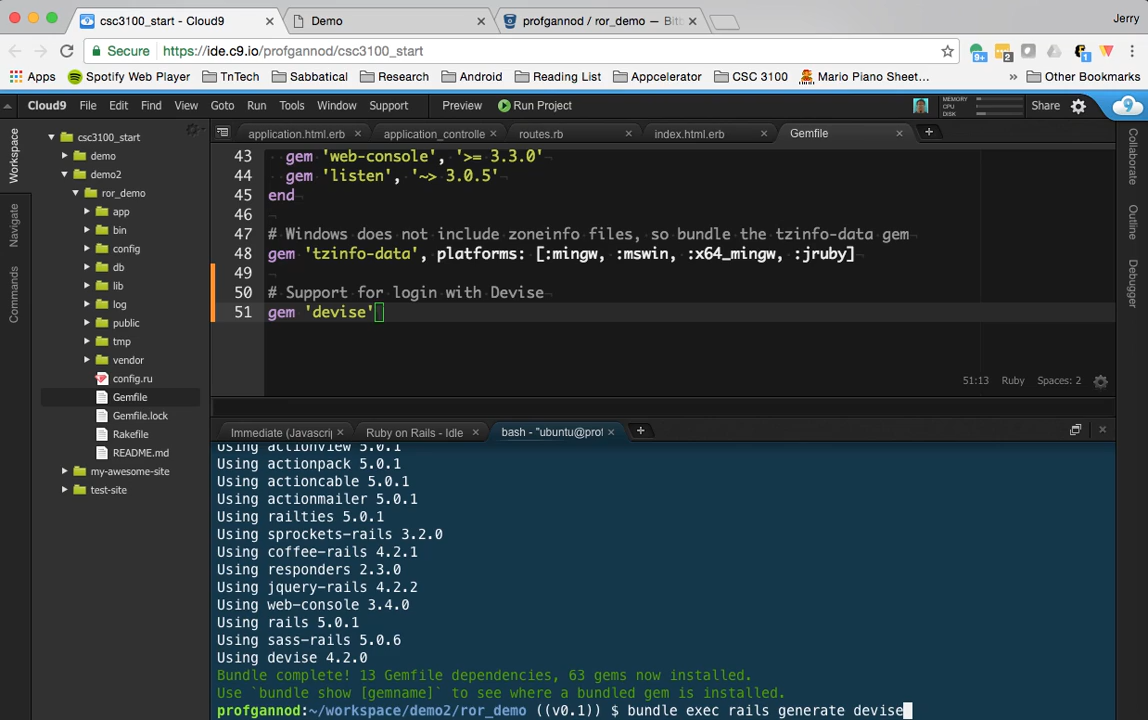 csc3100_start - Cloud9
Demo
profgannod / ror_demo — Bit
Jerry
Secure https://ide.c9.io/profgannod/csc3100_start
9+
1
Apps Spotify Web Player TnTech Sabbatical Research Android Reading List Appcelerator CSC 3100 Mario Piano Sheet... » Other Bookmarks
Cloud9 File Edit Find View Goto Run Tools Window Support Preview Run Project
MEMORY
CPU
DISK
Share
Workspace
Navigate
Commands
csc3100_start
demo
demo2
ror_demo
app
bin
config
db
lib
log
public
tmp
vendor
config.ru
Gemfile
Gemfile.lock
Rakefile
README.md
my-awesome-site
test-site
application.html.erb application_controlle routes.rb index.html.erb Gemfile
43 gem 'web-console', '>= 3.3.0'
44 gem 'listen', '~> 3.0.5'
45 end
46
47 # Windows does not include zoneinfo files, so bundle the tzinfo-data gem
48 gem 'tzinfo-data', platforms: [:mingw, :mswin, :x64_mingw, :jruby]
49
50 # Support for login with Devise
51 gem 'devise'
51:13 Ruby Spaces: 2
Collaborate
Outline
Debugger
Immediate (Javascrip Ruby on Rails - Idle bash - "ubuntu@prof
Using actionview 5.0.1
Using actionpack 5.0.1
Using actioncable 5.0.1
Using actionmailer 5.0.1
Using railties 5.0.1
Using sprockets-rails 3.2.0
Using coffee-rails 4.2.1
Using responders 2.3.0
Using jquery-rails 4.2.2
Using web-console 3.4.0
Using rails 5.0.1
Using sass-rails 5.0.6
Using devise 4.2.0
Bundle complete! 13 Gemfile dependencies, 63 gems now installed.
Use `bundle show [gemname]` to see where a bundled gem is installed.
profgannod:~/workspace/demo2/ror_demo ((v0.1)) $ bundle exec rails generate devise